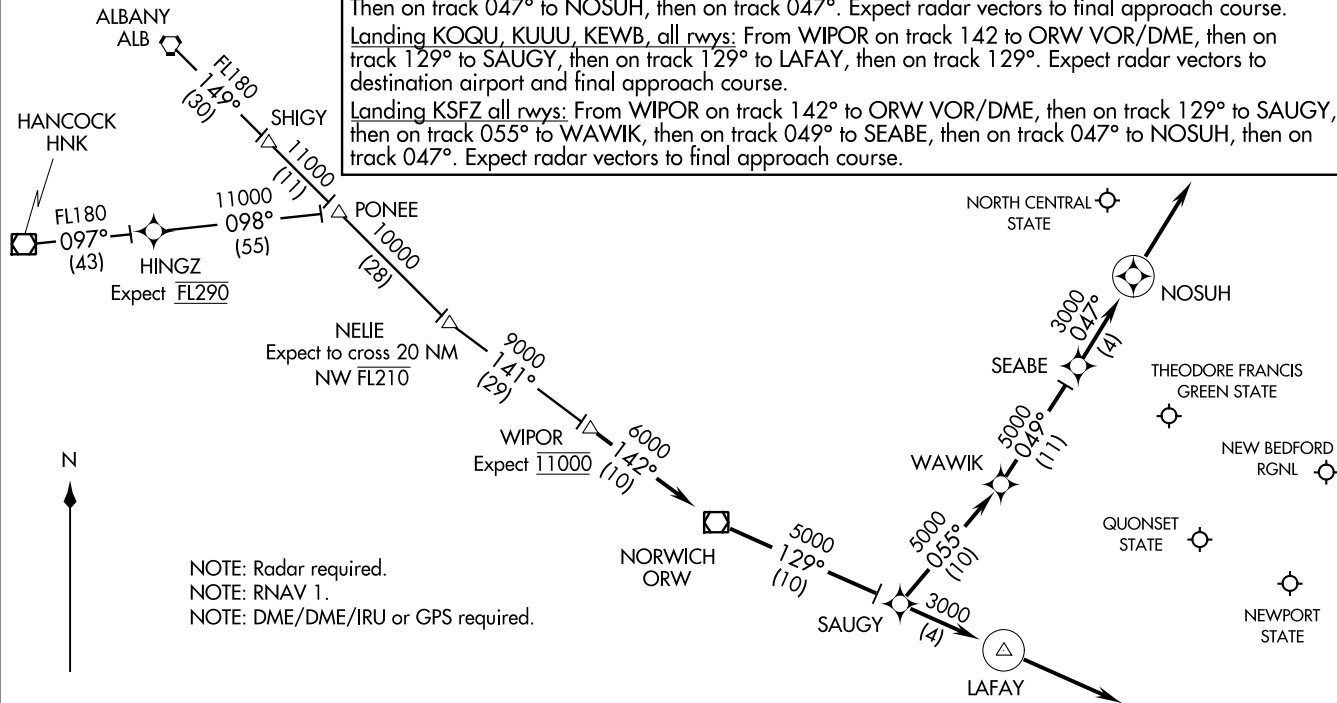 Then on track 047° to NOSUH, then on track 047°. Expect radar vectors to final approach course.
Landing KOQU, KUUU, KEWB, all rwys: From WIPOR on track 142 to ORW VOR/DME, then on
track 129° to SAUGY, then on track 129° to LAFAY, then on track 129°. Expect radar vectors to
destination airport and final approach course.
Landing KSFZ all rwys: From WIPOR on track 142° to ORW VOR/DME, then on track 129° to SAUGY,
then on track 055° to WAWIK, then on track 049° to SEABE, then on track 047° to NOSUH, then on
track 047°. Expect radar vectors to final approach course.
ALBANY
ALB
FL180
149°
(30)
SHIGY
11000
(11)
HANCOCK
HNK
FL180
097°
(43)
HINGZ
Expect FL290
11000
098°
(55)
PONEE
10000
(28)
NELIE
Expect to cross 20 NM
NW FL210
9000
141°
(29)
WIPOR
Expect 11000
6000
142°
(10)
NORWICH
ORW
5000
129°
(10)
SAUGY
3000
(4)
LAFAY
5000
055°
(10)
WAWIK
5000
049°
(11)
SEABE
3000
047°
(4)
NOSUH
NORTH CENTRAL
STATE
THEODORE FRANCIS
GREEN STATE
NEW BEDFORD
RGNL
QUONSET
STATE
NEWPORT
STATE
N
NOTE: Radar required.
NOTE: RNAV 1.
NOTE: DME/DME/IRU or GPS required.